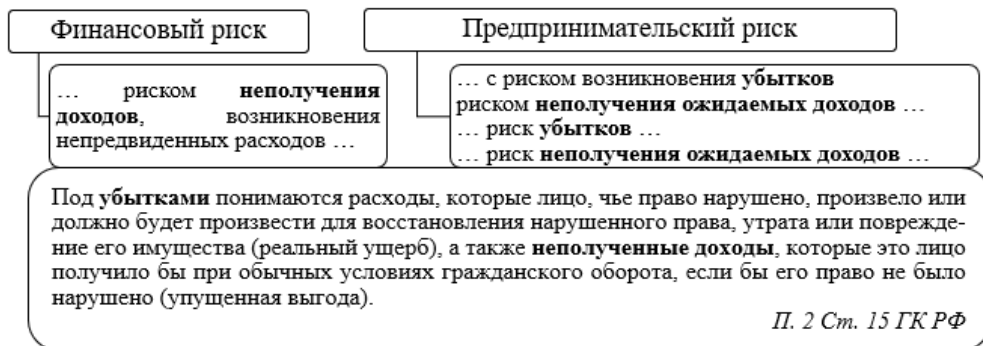 Финансовый риск
Предпринимательский риск
… риском неполучения
доходов, возникновения
непредвиденных расходов …
… с риском возникновения убытков
риском неполучения ожидаемых доходов …
… риск убытков …
… риск неполучения ожидаемых доходов …
Под убытками понимаются расходы, которые лицо, чье право нарушено, произвело или
должно будет произвести для восстановления нарушенного права, утрата или поврежде-
ние его имущества (реальный ущерб), а также неполученные доходы, которые это лицо
получило бы при обычных условиях гражданского оборота, если бы его право не было
нарушено (упущенная выгода).
П. 2 Ст. 15 ГК РФ